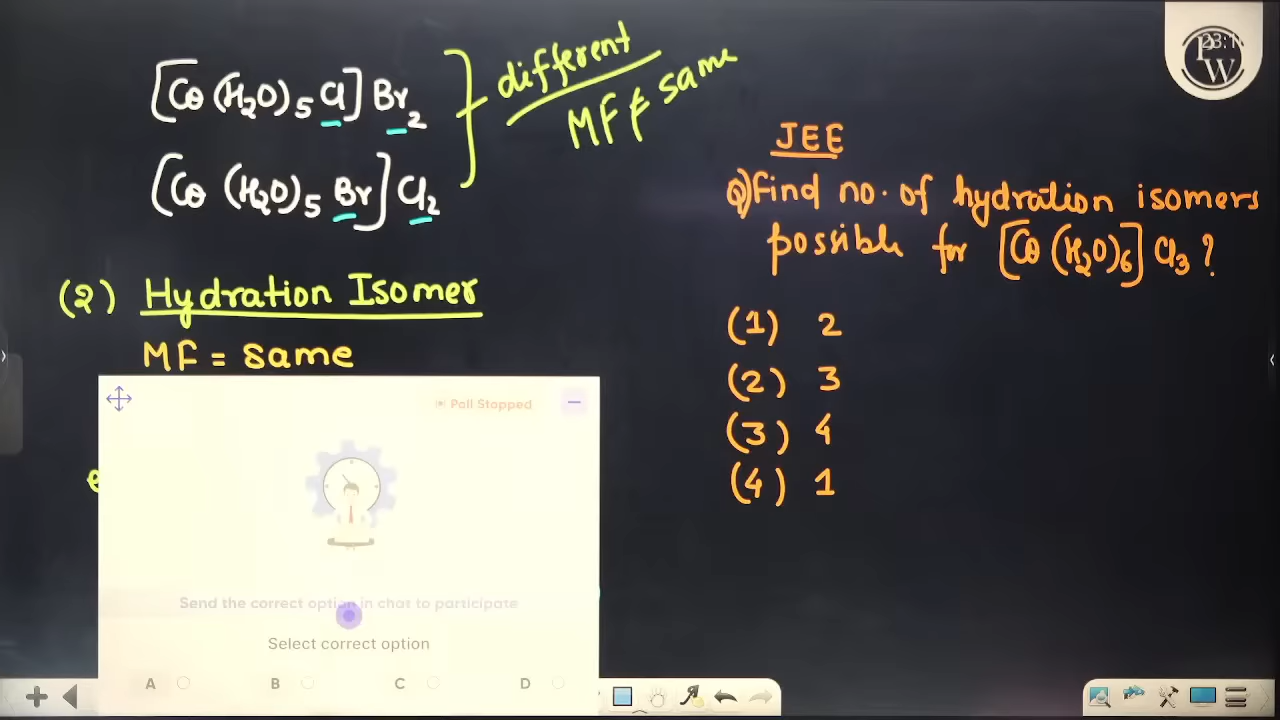 [Co(H₂O)₅Cl]Br₂
[Co(H₂O)₅Br]Cl₂
different
MF ≠ same
(2) Hydration Isomer
MF = same
JEE
Q) Find no. of hydration isomers
possible for [Co(H₂O)₆]Cl₃?
(1) 2
(2) 3
(3) 4
(4) 1
Poll Stopped
Send the correct option in chat to participate
Select correct option
A B C D
PW